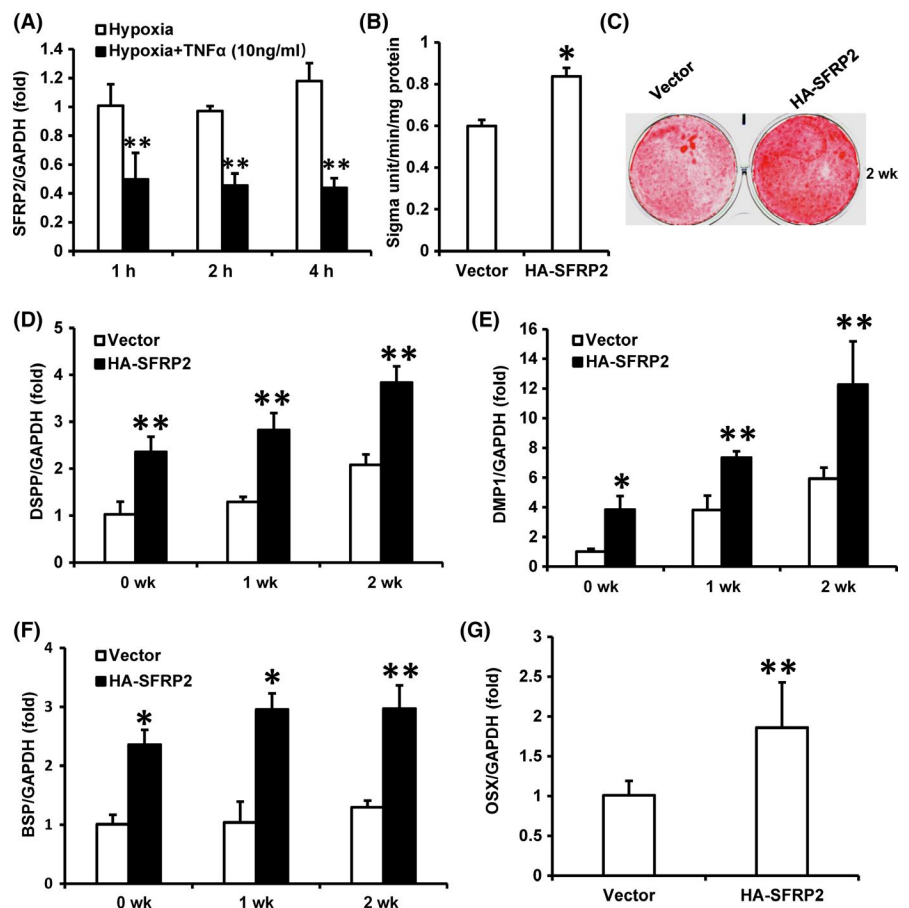 (A)
Hypoxia
Hypoxia+TNFα (10ng/ml)
SFRP2/GAPDH (fold)
1.4
1.2
1
0.8
0.6
0.4
0.2
0
**
**
**
1 h
2 h
4 h
(B)
Sigma unit/min/mg protein
1
0.8
0.6
0.4
0.2
0
*
Vector
HA-SFRP2
(C)
Vector
HA-SFRP2
2 wk
(D)
Vector
HA-SFRP2
DSPP/GAPDH (fold)
5
4
3
2
1
0
**
**
**
0 wk
1 wk
2 wk
(E)
Vector
HA-SFRP2
DMP1/GAPDH (fold)
16
14
12
10
8
6
4
2
0
*
**
**
0 wk
1 wk
2 wk
(F)
Vector
HA-SFRP2
BSP/GAPDH (fold)
4
3
2
1
0
*
*
**
0 wk
1 wk
2 wk
(G)
OSX/GAPDH (fold)
3
2.5
2
1.5
1
0.5
0
**
Vector
HA-SFRP2